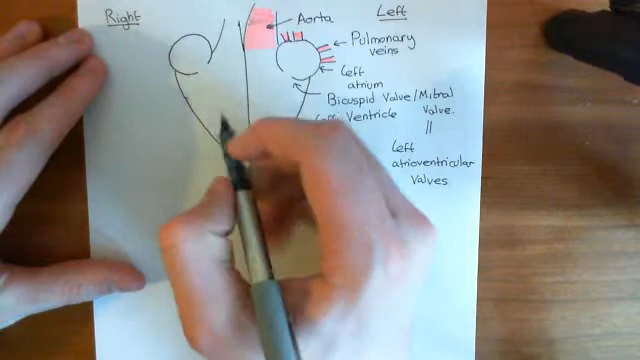 Right
Left
Aorta
Pulmonary
veins
Left
atrium
Bicuspid Valve/Mitral
Ventricle Valve.
||
Left
atrioventricular
valves